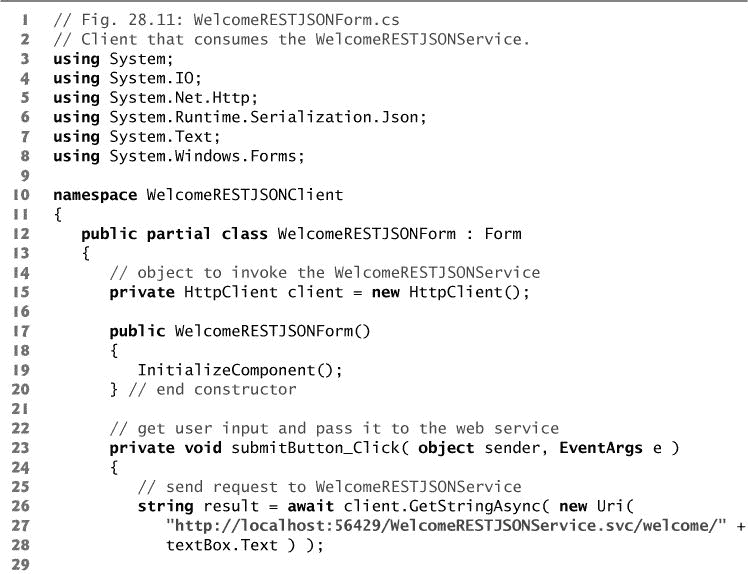 1 // Fig. 28.11: WelcomeRESTJSONForm.cs
2 // Client that consumes the WelcomeRESTJSONService.
3 using System;
4 using System.IO;
5 using System.Net.Http;
6 using System.Runtime.Serialization.Json;
7 using System.Text;
8 using System.Windows.Forms;
9
10 namespace WelcomeRESTJSONClient
11 {
12 public partial class WelcomeRESTJSONForm : Form
13 {
14 // object to invoke the WelcomeRESTJSONService
15 private HttpClient client = new HttpClient();
16
17 public WelcomeRESTJSONForm()
18 {
19 InitializeComponent();
20 } // end constructor
21
22 // get user input and pass it to the web service
23 private void submitButton_Click( object sender, EventArgs e )
24 {
25 // send request to WelcomeRESTJSONService
26 string result = await client.GetStringAsync( new Uri(
27 "http://localhost:56429/WelcomeRESTJSONService.svc/welcome/" +
28 textBox.Text ) );
29